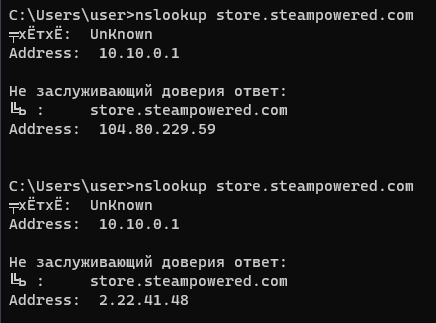 C:\Users\user>nslookup store.steampowered.com
╤хЁтхЁ:  UnKnown
Address:  10.10.0.1
Не заслуживающий доверия ответ:
╚ь :     store.steampowered.com
Address:  104.80.229.59
C:\Users\user>nslookup store.steampowered.com
╤хЁтхЁ:  UnKnown
Address:  10.10.0.1
Не заслуживающий доверия ответ:
╚ь :     store.steampowered.com
Address:  2.22.41.48